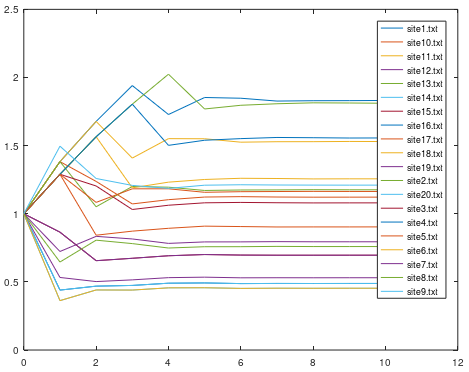 2.5
2
1.5
1
0.5
0
0 2 4 6 8 10 12
site1.txt
site10.txt
site11.txt
site12.txt
site13.txt
site14.txt
site15.txt
site16.txt
site17.txt
site18.txt
site19.txt
site2.txt
site20.txt
site3.txt
site4.txt
site5.txt
site6.txt
site7.txt
site8.txt
site9.txt